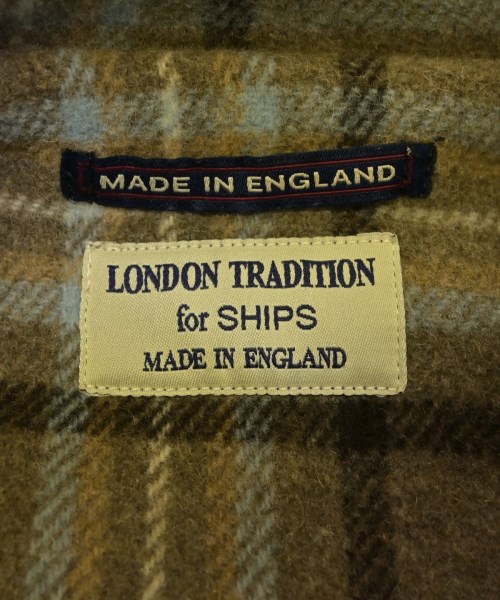 MADE IN ENGLAND
LONDON TRADITION
for SHIPS
MADE IN ENGLAND